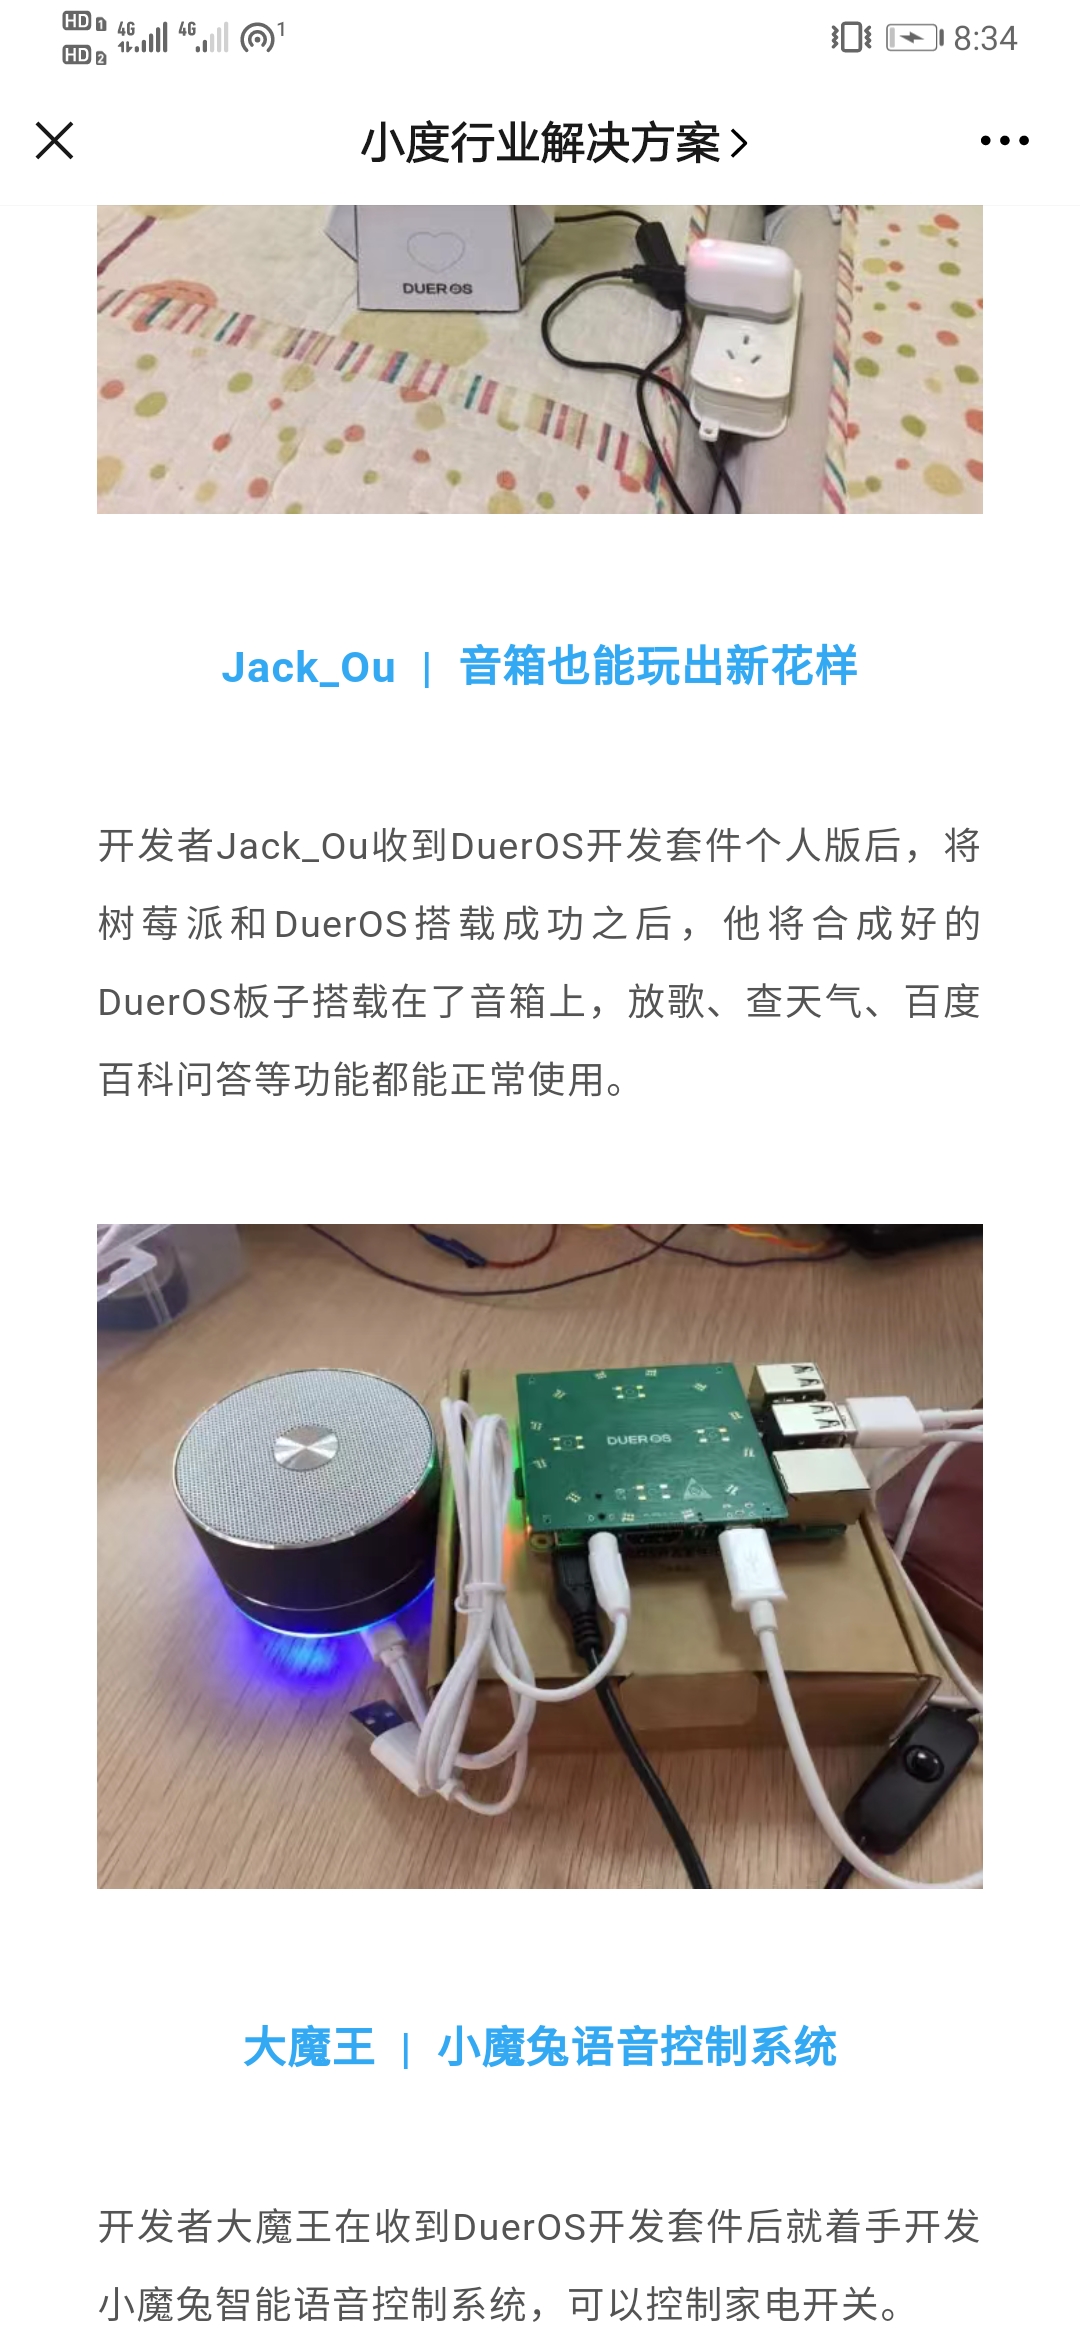 HD 1 4G 4G 1
HD 2
8:34
小度行业解决方案
DUER OS
Jack_Ou | 音箱也能玩出新花样
开发者Jack_Ou收到DuerOS开发套件个人版后，将
树莓派和DuerOS搭载成功之后，他将合成好的
DuerOS板子搭载在了音箱上，放歌、查天气、百度
百科问答等功能都能正常使用。
DUER OS
大魔王 | 小魔兔语音控制系统
开发者大魔王在收到DuerOS开发套件后就着手开发
小魔兔智能语音控制系统，可以控制家电开关。